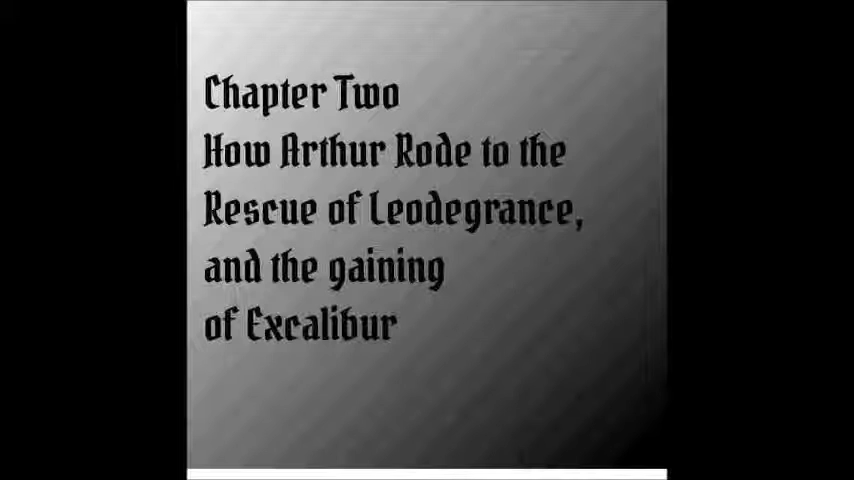 Chapter Two
How Arthur Rode to the
Rescue of Leodegrance,
and the gaining
of Excalibur